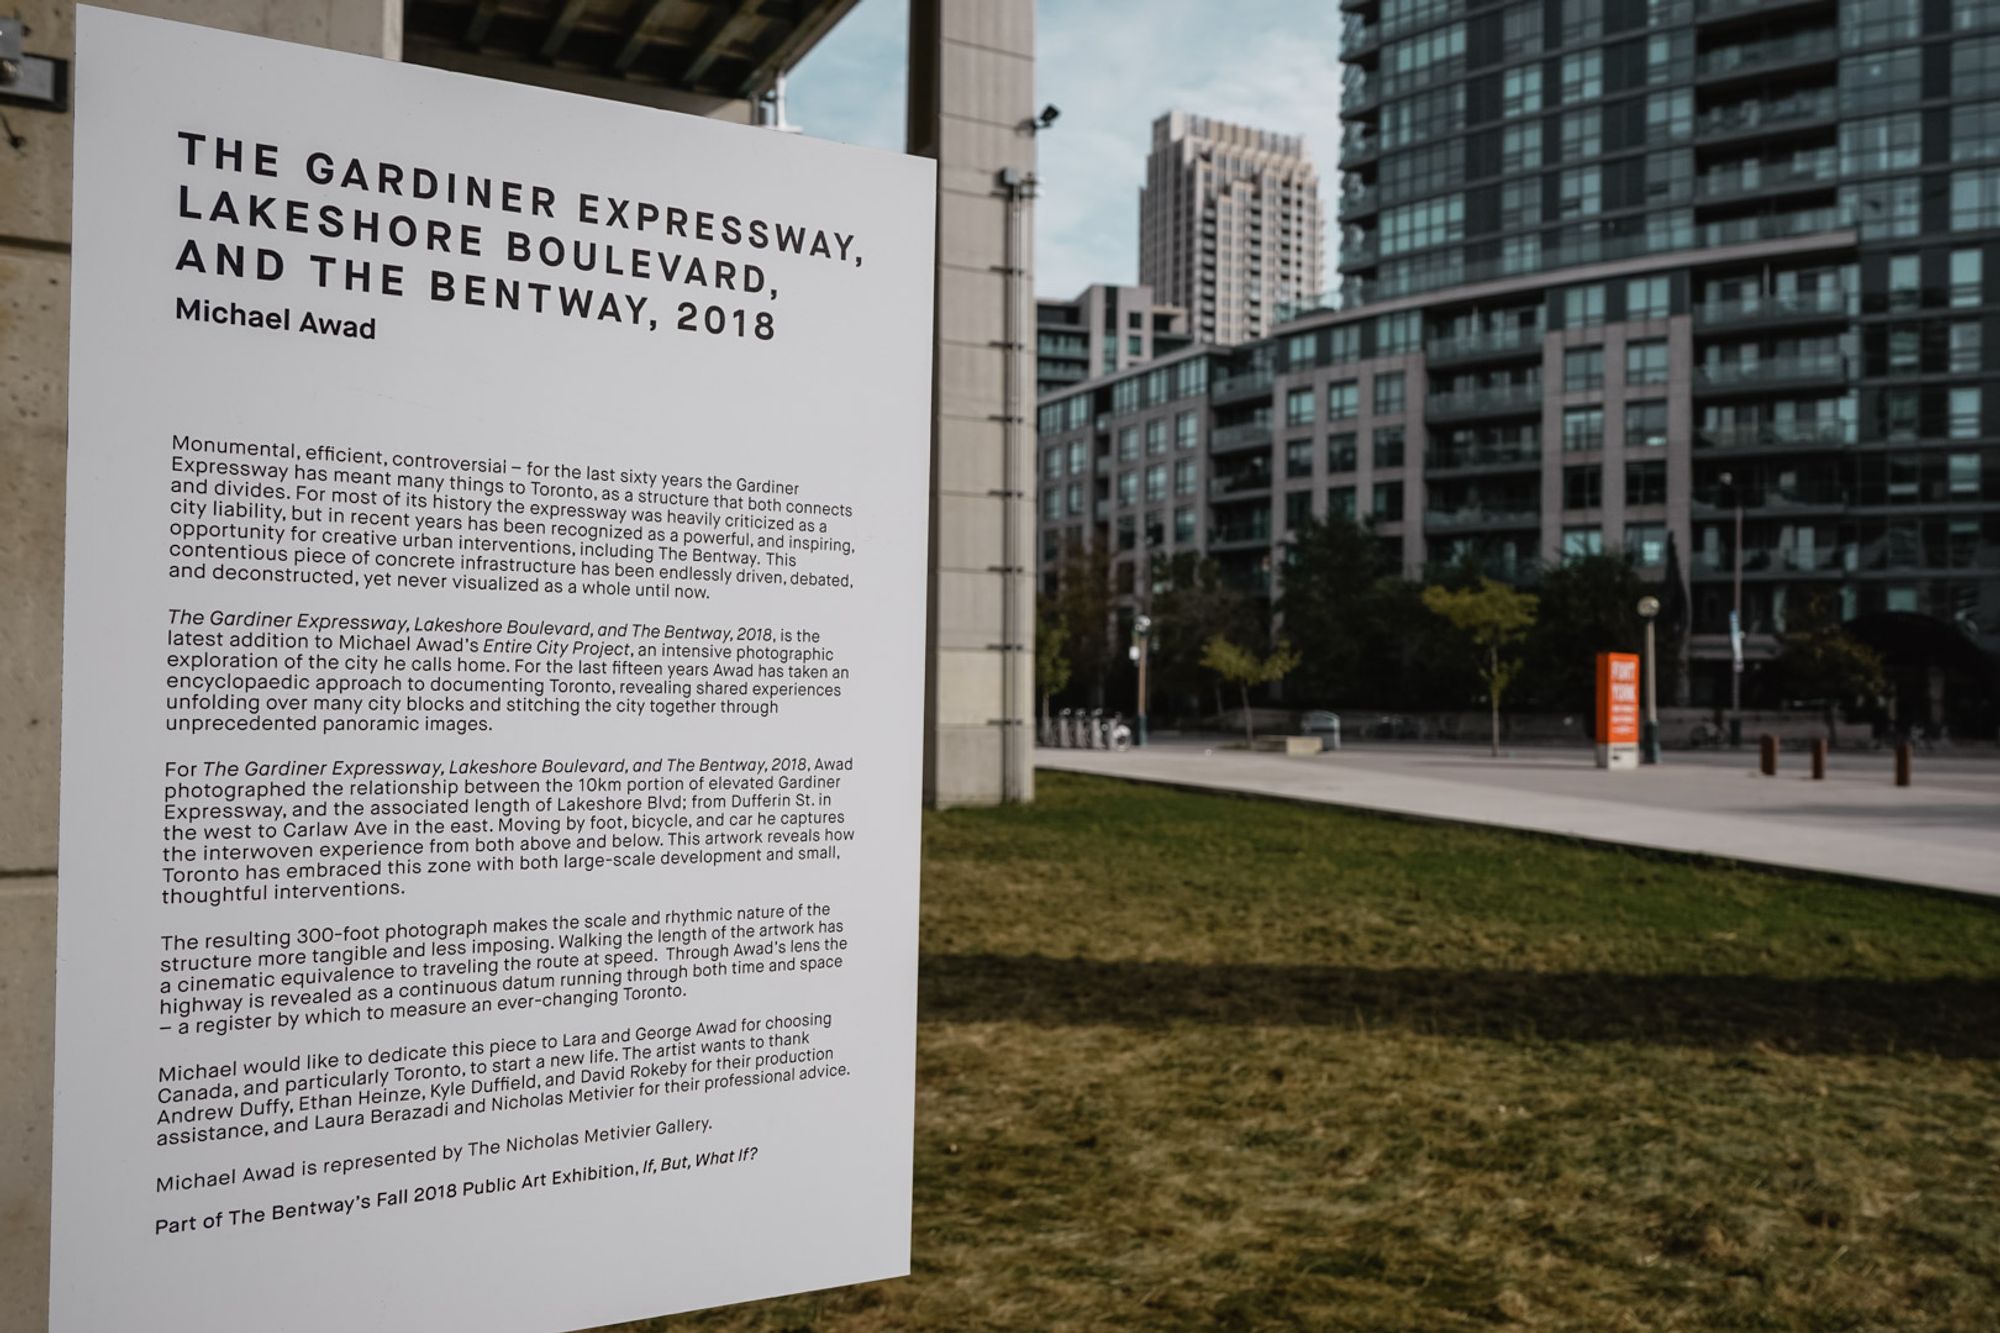 THE GARDINER EXPRESSWAY,
LAKESHORE BOULEVARD,
AND THE BENTWAY, 2018
Michael Awad
Monumental, efficient, controversial – for the last sixty years the Gardiner
Expressway has meant many things to Toronto, as a structure that both connects
and divides. For most of its history the expressway was heavily criticized as a
city liability, but in recent years has been recognized as a powerful, and inspiring,
opportunity for creative urban interventions, including The Bentway. This
contentious piece of concrete infrastructure has been endlessly driven, debated,
and deconstructed, yet never visualized as a whole until now.
The Gardiner Expressway, Lakeshore Boulevard, and The Bentway, 2018, is the
latest addition to Michael Awad's Entire City Project, an intensive photographic
exploration of the city he calls home. For the last fifteen years Awad has taken an
encyclopaedic approach to documenting Toronto, revealing shared experiences
unfolding over many city blocks and stitching the city together through
unprecedented panoramic images.
For The Gardiner Expressway, Lakeshore Boulevard, and The Bentway, 2018, Awad
photographed the relationship between the 10km portion of elevated Gardiner
Expressway, and the associated length of Lakeshore Blvd; from Dufferin St. in
the west to Carlaw Ave in the east. Moving by foot, bicycle, and car he captures
the interwoven experience from both above and below. This artwork reveals how
Toronto has embraced this zone with both large-scale development and small,
thoughtful interventions.
The resulting 300-foot photograph makes the scale and rhythmic nature of the
structure more tangible and less imposing. Walking the length of the artwork has
a cinematic equivalence to traveling the route at speed. Through Awad's lens the
highway is revealed as a continuous datum running through both time and space
– a register by which to measure an ever-changing Toronto.
Michael would like to dedicate this piece to Lara and George Awad for choosing
Canada, and particularly Toronto, to start a new life. The artist wants to thank
Andrew Duffy, Ethan Heinze, Kyle Duffield, and David Rokeby for their production
assistance, and Laura Berazadi and Nicholas Metivier for their professional advice.
Michael Awad is represented by The Nicholas Metivier Gallery.
Part of The Bentway's Fall 2018 Public Art Exhibition, If, But, What If?
FORT
YORK